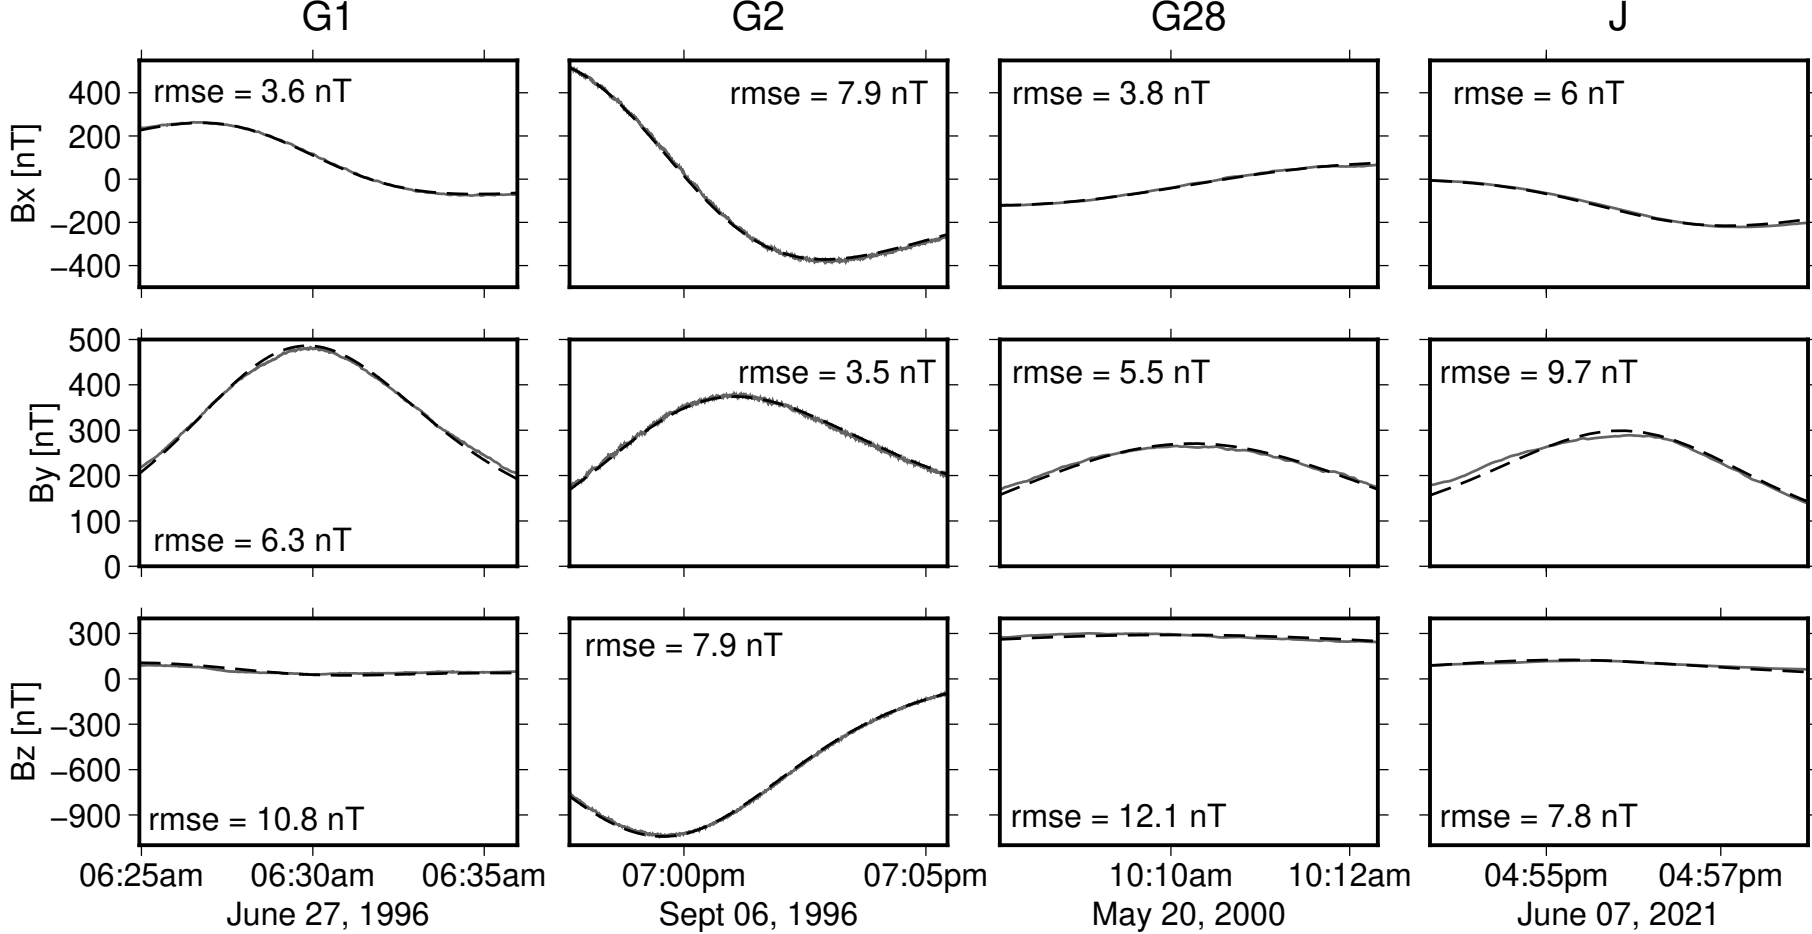 G1 G2 G28 J
Bx [nT]
400
200
0
−200
−400
rmse = 3.6 nT
rmse = 7.9 nT
rmse = 3.8 nT
rmse = 6 nT
By [nT]
500
400
300
200
100
0
rmse = 6.3 nT
rmse = 3.5 nT
rmse = 5.5 nT
rmse = 9.7 nT
Bz [nT]
300
0
−300
−600
−900
rmse = 10.8 nT
rmse = 7.9 nT
rmse = 12.1 nT
rmse = 7.8 nT
06:25am 06:30am 06:35am 07:00pm 07:05pm 10:10am 10:12am 04:55pm 04:57pm
June 27, 1996 Sept 06, 1996 May 20, 2000 June 07, 2021